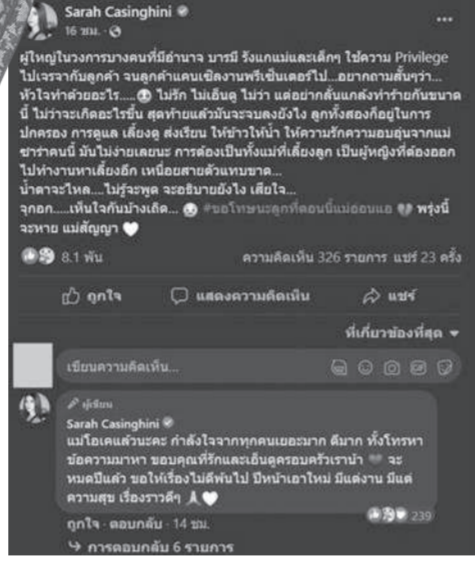 Sarah Casinghini
16 ชม.
ผู้ใหญ่ในวงการบางคนที่มีอำนาจ บารมี รังแกแม่และเด็กๆ ใช้ความ Privilege
ไปเจรจากับลูกค้า จนลูกค้าแคนเซิลงานพรีเซ็นเตอร์ไป...อยากถามสั้นๆว่า...
หัวใจทำด้วยอะไร.....😢 ไม่รัก ไม่เอ็นดู ไม่ว่า แต่อย่ากลั่นแกล้งทำร้ายกันขนาด
นี้ ไม่ว่าจะเกิดอะไรขึ้น สุดท้ายแล้วมันจะจบลงยังไง ลูกทั้งสองก็อยู่ในการ
ปกครอง การดูแล เลี้ยงดู ส่งเรียน ให้ข้าวให้น้ำ ให้ความรักความอบอุ่นจากแม่
ซาร่าคนนี้ มันไม่ง่ายเลยนะ การต้องเป็นทั้งแม่ที่เลี้ยงลูก เป็นผู้หญิงที่ต้องออก
ไปทำงานหาเลี้ยงอีก เหนื่อยสายตัวแทบขาด...
น้ำตาจะไหล....ไม่รู้จะพูด จะอธิบายยังไง เสียใจ...
จุกอก.....เห็นใจกันบ้างเถิด... 😢 #ขอโทษนะลูกที่ตอนนี้แม่อ่อนแอ 💔 พรุ่งนี้
จะหาย แม่สัญญา 🤍
8.1 พัน ความคิดเห็น 326 รายการ แชร์ 23 ครั้ง
ถูกใจ แสดงความคิดเห็น แชร์
ที่เกี่ยวข้องที่สุด
เขียนความคิดเห็น...
ผู้เขียน
Sarah Casinghini
แม่โอเคแล้วนะคะ กำลังใจจากทุกคนเยอะมาก ดีมาก ทั้งโทรหา
ข้อความมาหา ขอบคุณที่รักและเอ็นดูครอบครัวเรานำ้ ❤ จะ
หมดปีแล้ว ขอให้เรื่องไม่ดีพ้นไป ปีหน้าเอาใหม่ มีแต่งาน มีแต่
ความสุข เรื่องราวดีๆ 🙏🤍
ถูกใจ · ตอบกลับ · 14 ชม. 239
การตอบกลับ 6 รายการ